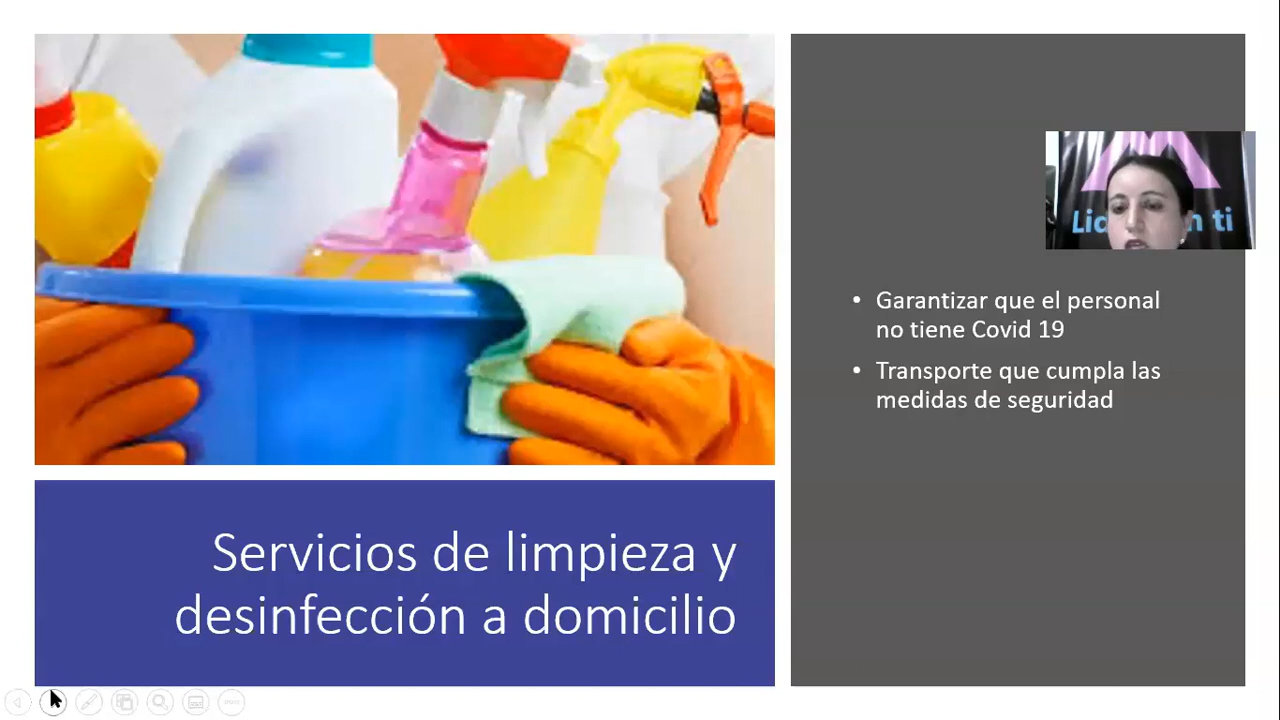 Servicios de limpieza y
desinfección a domicilio
• Garantizar que el personal
no tiene Covid 19
• Transporte que cumpla las
medidas de seguridad